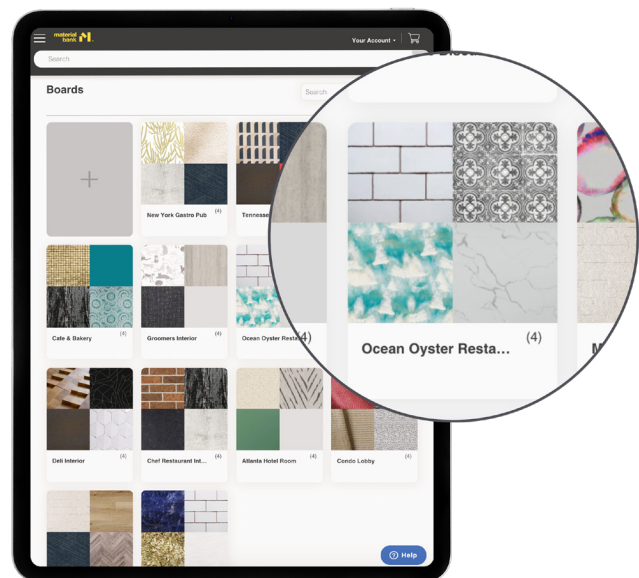 material
bank
Your Account
Search
Boards
Search
New York Gastro Pub (4)
Tennesse
Cafe & Bakery (4)
Groomers Interior (4)
Ocean Oyster Resta
4)
Ocean Oyster Resta... (4)
M
Deli Interior (4)
Chef Restaurant Int... (4)
Atlanta Hotel Room (4)
Condo Lobby (4)
? Help